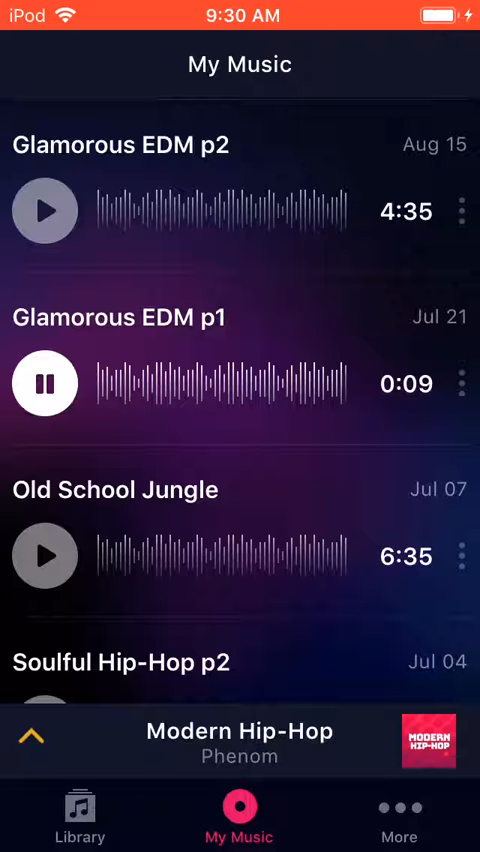 iPod 9:30 AM
My Music
Glamorous EDM p2 Aug 15
4:35
Glamorous EDM p1 Jul 21
0:09
Old School Jungle Jul 07
6:35
Soulful Hip-Hop p2 Jul 04
Modern Hip-Hop
Phenom
MODERN
HIP-HOP
Library My Music More